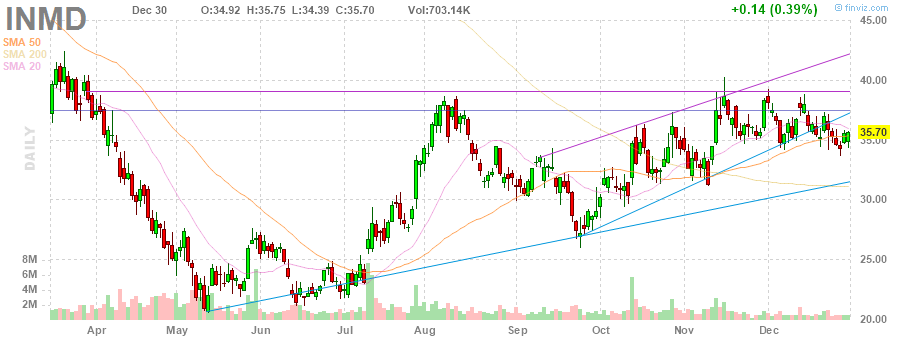 INMD Dec 30 O:34.92 H:35.75 L:34.39 C:35.70 Vol:703.14K +0.14 (0.39%) © finviz.com
SMA 50
SMA 200
SMA 20
DAILY
45.00
40.00
35.70
35.00
30.00
25.00
20.00
8M
6M
4M
2M
Apr May Jun Jul Aug Sep Oct Nov Dec